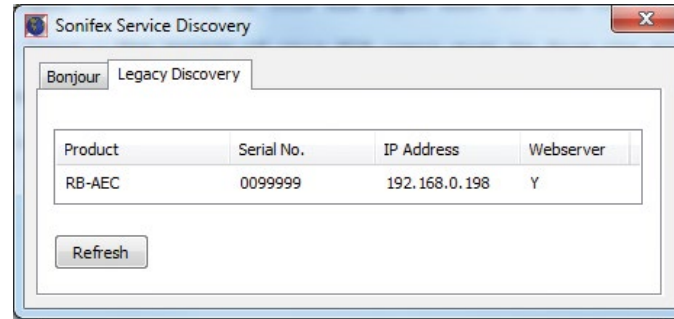 Sonifex Service Discovery
Bonjour Legacy Discovery
Product Serial No. IP Address Webserver
RB-AEC 0099999 192.168.0.198 Y
Refresh